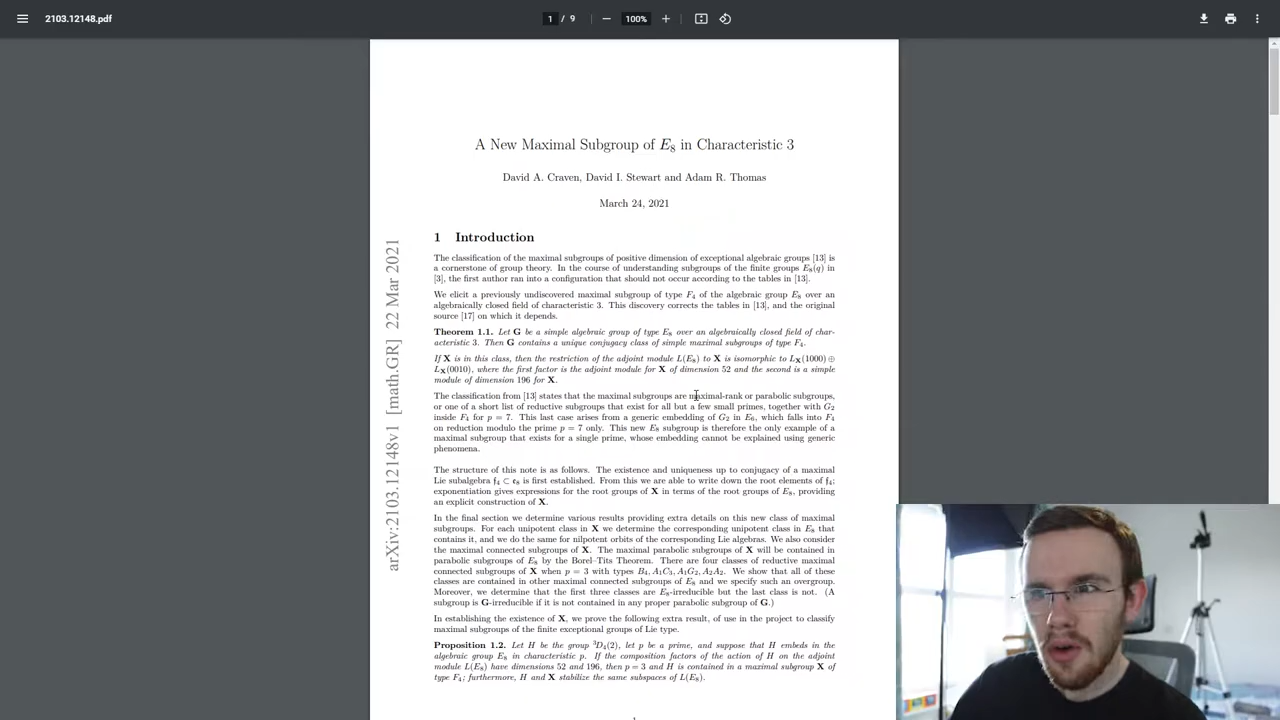 2103.12148.pdf
1 / 9
100%
A New Maximal Subgroup of E₈ in Characteristic 3
David A. Craven, David I. Stewart and Adam R. Thomas
March 24, 2021
1 Introduction
The classification of the maximal subgroups of positive dimension of exceptional algebraic groups [13] is
a cornerstone of group theory. In the course of understanding subgroups of the finite groups E₈(q) in
[3], the first author ran into a configuration that should not occur according to the tables in [13].
We elicit a previously undiscovered maximal subgroup of type F₄ of the algebraic group E₈ over an
algebraically closed field of characteristic 3. This discovery corrects the tables in [13], and the original
source [17] on which it depends.
Theorem 1.1. Let G be a simple algebraic group of type E₈ over an algebraically closed field of char-
acteristic 3. Then G contains a unique conjugacy class of simple maximal subgroups of type F₄.
If X is in this class, then the restriction of the adjoint module L(E₈) to X is isomorphic to L_X(1000) ⊕
L_X(0010), where the first factor is the adjoint module for X of dimension 52 and the second is a simple
module of dimension 196 for X.
The classification from [13] states that the maximal subgroups are maximal-rank or parabolic subgroups,
or one of a short list of reductive subgroups that exist for all but a few small primes, together with G₂
inside F₄ for p = 7. This last case arises from a generic embedding of G₂ in E₆, which falls into F₄
on reduction modulo the prime p = 7 only. This new E₈ subgroup is therefore the only example of a
maximal subgroup that exists for a single prime, whose embedding cannot be explained using generic
phenomena.
The structure of this note is as follows. The existence and uniqueness up to conjugacy of a maximal
Lie subalgebra 𝔣₄ ⊂ 𝔢₈ is first established. From this we are able to write down the root elements of 𝔣₄;
exponentiation gives expressions for the root groups of X in terms of the root groups of E₈, providing
an explicit construction of X.
In the final section we determine various results providing extra details on this new class of maximal
subgroups. For each unipotent class in X we determine the corresponding unipotent class in E₈ that
contains it, and we do the same for nilpotent orbits of the corresponding Lie algebras. We also consider
the maximal connected subgroups of X. The maximal parabolic subgroups of X will be contained in
parabolic subgroups of E₈ by the Borel–Tits Theorem. There are four classes of reductive maximal
connected subgroups of X when p = 3 with types B₄, A₁C₃, A₁G₂, A₂A₂. We show that all of these
classes are contained in other maximal connected subgroups of E₈ and we specify such an overgroup.
Moreover, we determine that the first three classes are E₈-irreducible but the last class is not. (A
subgroup is G-irreducible if it is not contained in any proper parabolic subgroup of G.)
In establishing the existence of X, we prove the following extra result, of use in the project to classify
maximal subgroups of the finite exceptional groups of Lie type.
Proposition 1.2. Let H be the group ³D₄(2), let p be a prime, and suppose that H embeds in the
algebraic group E₈ in characteristic p. If the composition factors of the action of H on the adjoint
module L(E₈) have dimensions 52 and 196, then p = 3 and H is contained in a maximal subgroup X of
type F₄; furthermore, H and X stabilize the same subspaces of L(E₈).
arXiv:2103.12148v1 [math.GR] 22 Mar 2021